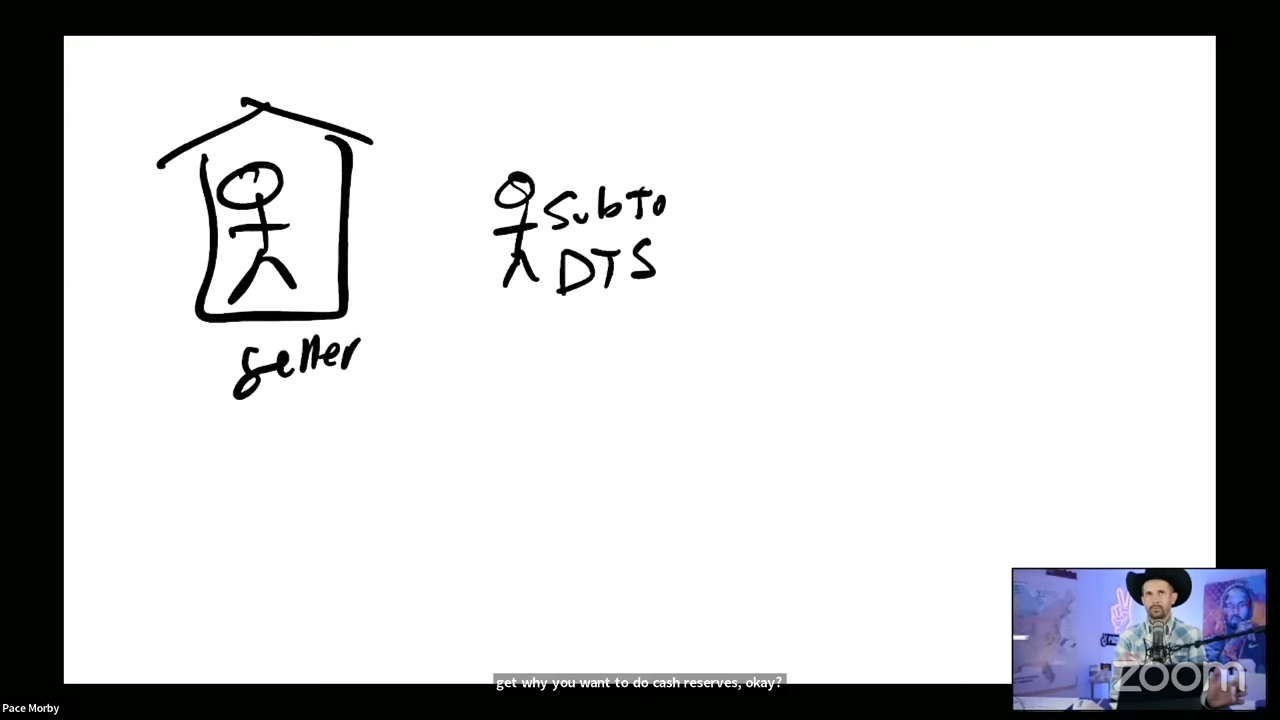 SubTo
DTS
seller
get why you want to do cash reserves, okay?
zoom
Pace Morby